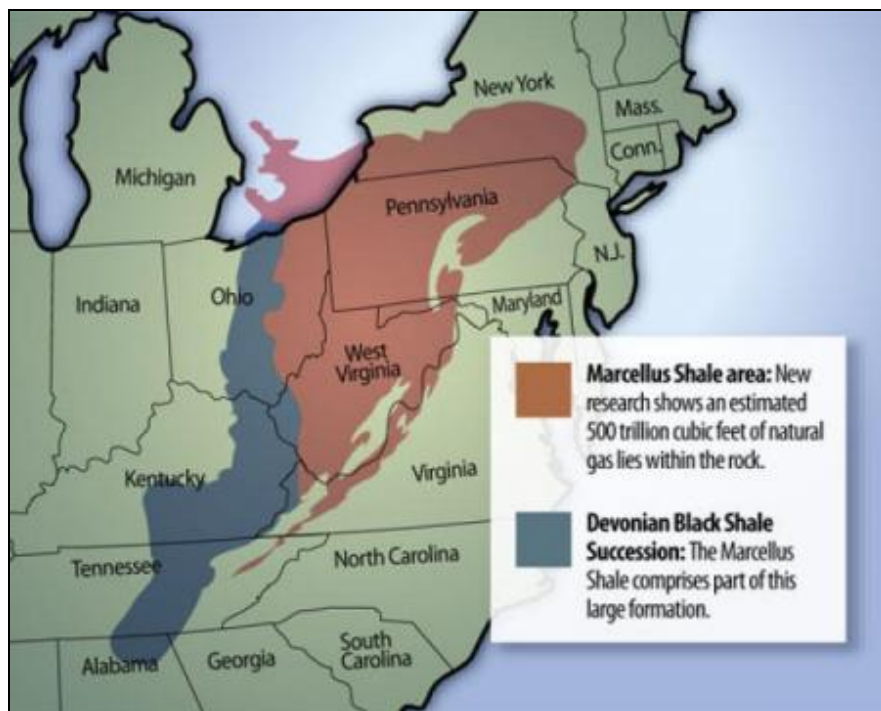 New York
Mass.
Conn.
Michigan
Pennsylvania
N.J.
Ohio
Indiana
Maryland
West
Virginia
Marcellus Shale area: New
research shows an estimated
500 trillion cubic feet of natural
gas lies within the rock.
Kentucky
Virginia
Devonian Black Shale
Succession: The Marcellus
Shale comprises part of this
large formation.
Tennessee
North Carolina
Alabama
Georgia
South
Carolina